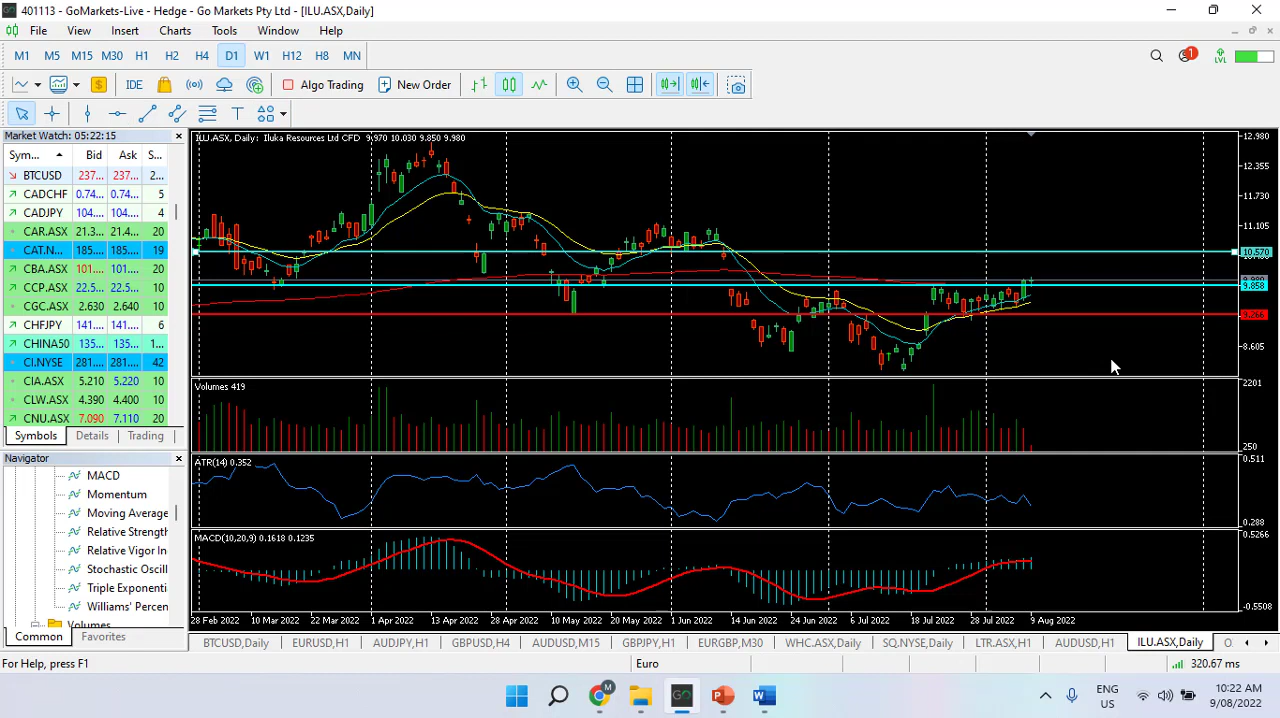 401113 - GoMarkets-Live - Hedge - Go Markets Pty Ltd - [ILU.ASX,Daily]
File View Insert Charts Tools Window Help
M1 M5 M15 M30 H1 H2 H4 D1 W1 H12 H8 MN
1 LVL
IDE Algo Trading New Order
Market Watch: 05:22:15
Sym... Bid Ask S...
BTCUSD 237... 237... 2...
CADCHF 0.74... 0.74... 5
CADJPY 104.... 104.... 4
CAR.ASX 21.3... 21.4... 20
CAT.N... 185.... 185.... 19
CBA.ASX 101.... 101.... 20
CCP.ASX 22.5... 22.5... 20
CGC.ASX 2.630 2.640 10
CHFJPY 141.... 141.... 6
CHINA50 135... 135... 1...
CI.NYSE 281.... 281.... 42
CIA.ASX 5.210 5.220 10
CLW.ASX 4.390 4.400 20
CNU.ASX 7.090 7.110 20
Symbols Details Trading
Navigator
MACD
Momentum
Moving Average
Relative Strength
Relative Vigor In
Stochastic Oscill
Triple Exponenti
Williams' Percen
Volumes
Common Favorites
ILU.ASX, Daily: Iluka Resources Ltd CFD 9.970 10.030 9.850 9.980
12.980
12.355
11.730
11.105
10.570
9.858
9.266
8.605
Volumes 419
2201
250
ATR(14) 0.352
0.511
0.288
MACD(10,20,9) 0.1618 0.1235
0.5266
-0.5508
28 Feb 2022 10 Mar 2022 22 Mar 2022 1 Apr 2022 13 Apr 2022 28 Apr 2022 10 May 2022 20 May 2022 1 Jun 2022 14 Jun 2022 24 Jun 2022 6 Jul 2022 18 Jul 2022 28 Jul 2022 9 Aug 2022
BTCUSD,Daily EURUSD,H1 AUDJPY,H1 GBPUSD,H4 AUDUSD,M15 GBPJPY,H1 EURGBP,M30 WHC.ASX,Daily SQ.NYSE,Daily LTR.ASX,H1 AUDUSD,H1 ILU.ASX,Daily
For Help, press F1 Euro 320.67 ms
GO M
ENG
US
10:22 AM
9/08/2022